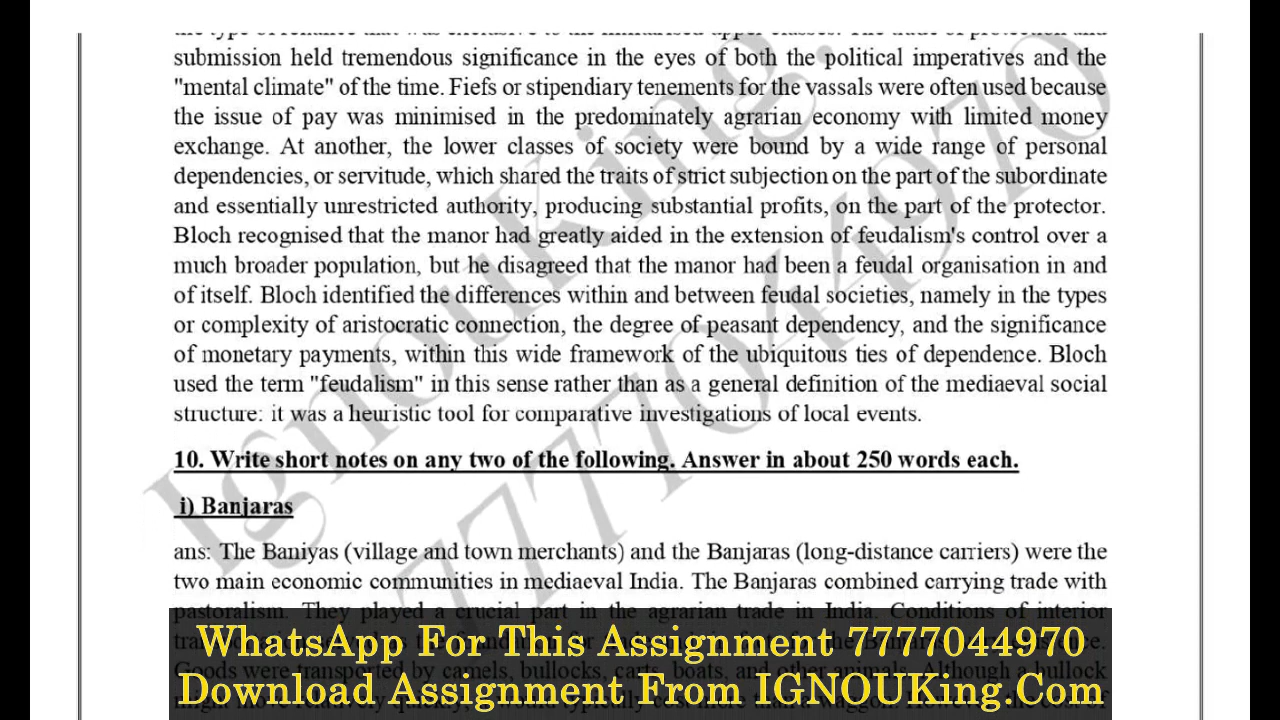 submission held tremendous significance in the eyes of both the political imperatives and the
"mental climate" of the time. Fiefs or stipendiary tenements for the vassals were often used because
the issue of pay was minimised in the predominately agrarian economy with limited money
exchange. At another, the lower classes of society were bound by a wide range of personal
dependencies, or servitude, which shared the traits of strict subjection on the part of the subordinate
and essentially unrestricted authority, producing substantial profits, on the part of the protector.
Bloch recognised that the manor had greatly aided in the extension of feudalism's control over a
much broader population, but he disagreed that the manor had been a feudal organisation in and
of itself. Bloch identified the differences within and between feudal societies, namely in the types
or complexity of aristocratic connection, the degree of peasant dependency, and the significance
of monetary payments, within this wide framework of the ubiquitous ties of dependence. Bloch
used the term "feudalism" in this sense rather than as a general definition of the mediaeval social
structure: it was a heuristic tool for comparative investigations of local events.
10. Write short notes on any two of the following. Answer in about 250 words each.
i) Banjaras
ans: The Baniyas (village and town merchants) and the Banjaras (long-distance carriers) were the
two main economic communities in mediaeval India. The Banjaras combined carrying trade with
pastoralism. They played a crucial part in the agrarian trade in India. Conditions of interior
Goods were transported by camels, bullocks, carts, boats, and other animals. Although a bullock
WhatsApp For This Assignment 7777044970
Download Assignment From IGNOUKing.Com
IgnouKing.
777044970